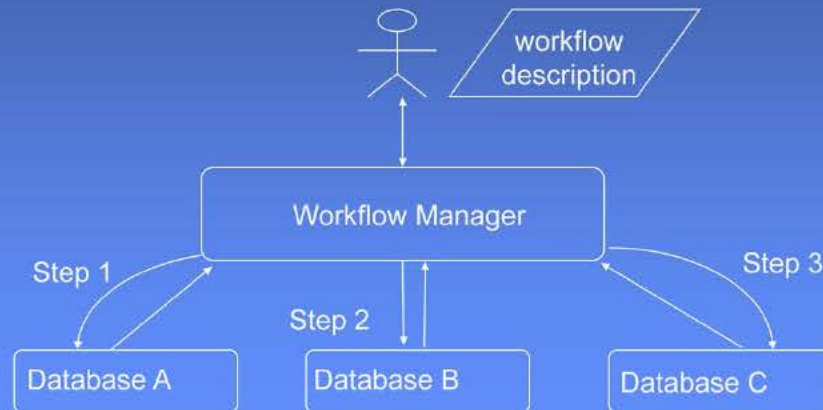 workflow
description
Workflow Manager
Step 1
Step 3
Step 2
Database A
Database B
Database C